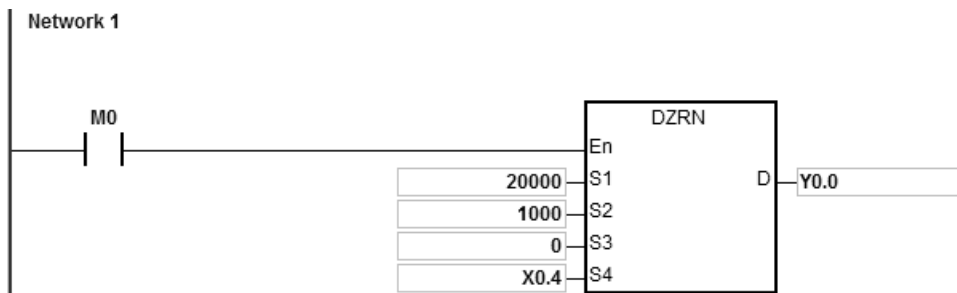 Network 1
M0
DZRN
En
20000 S1 D Y0.0
1000 S2
0 S3
X0.4 S4